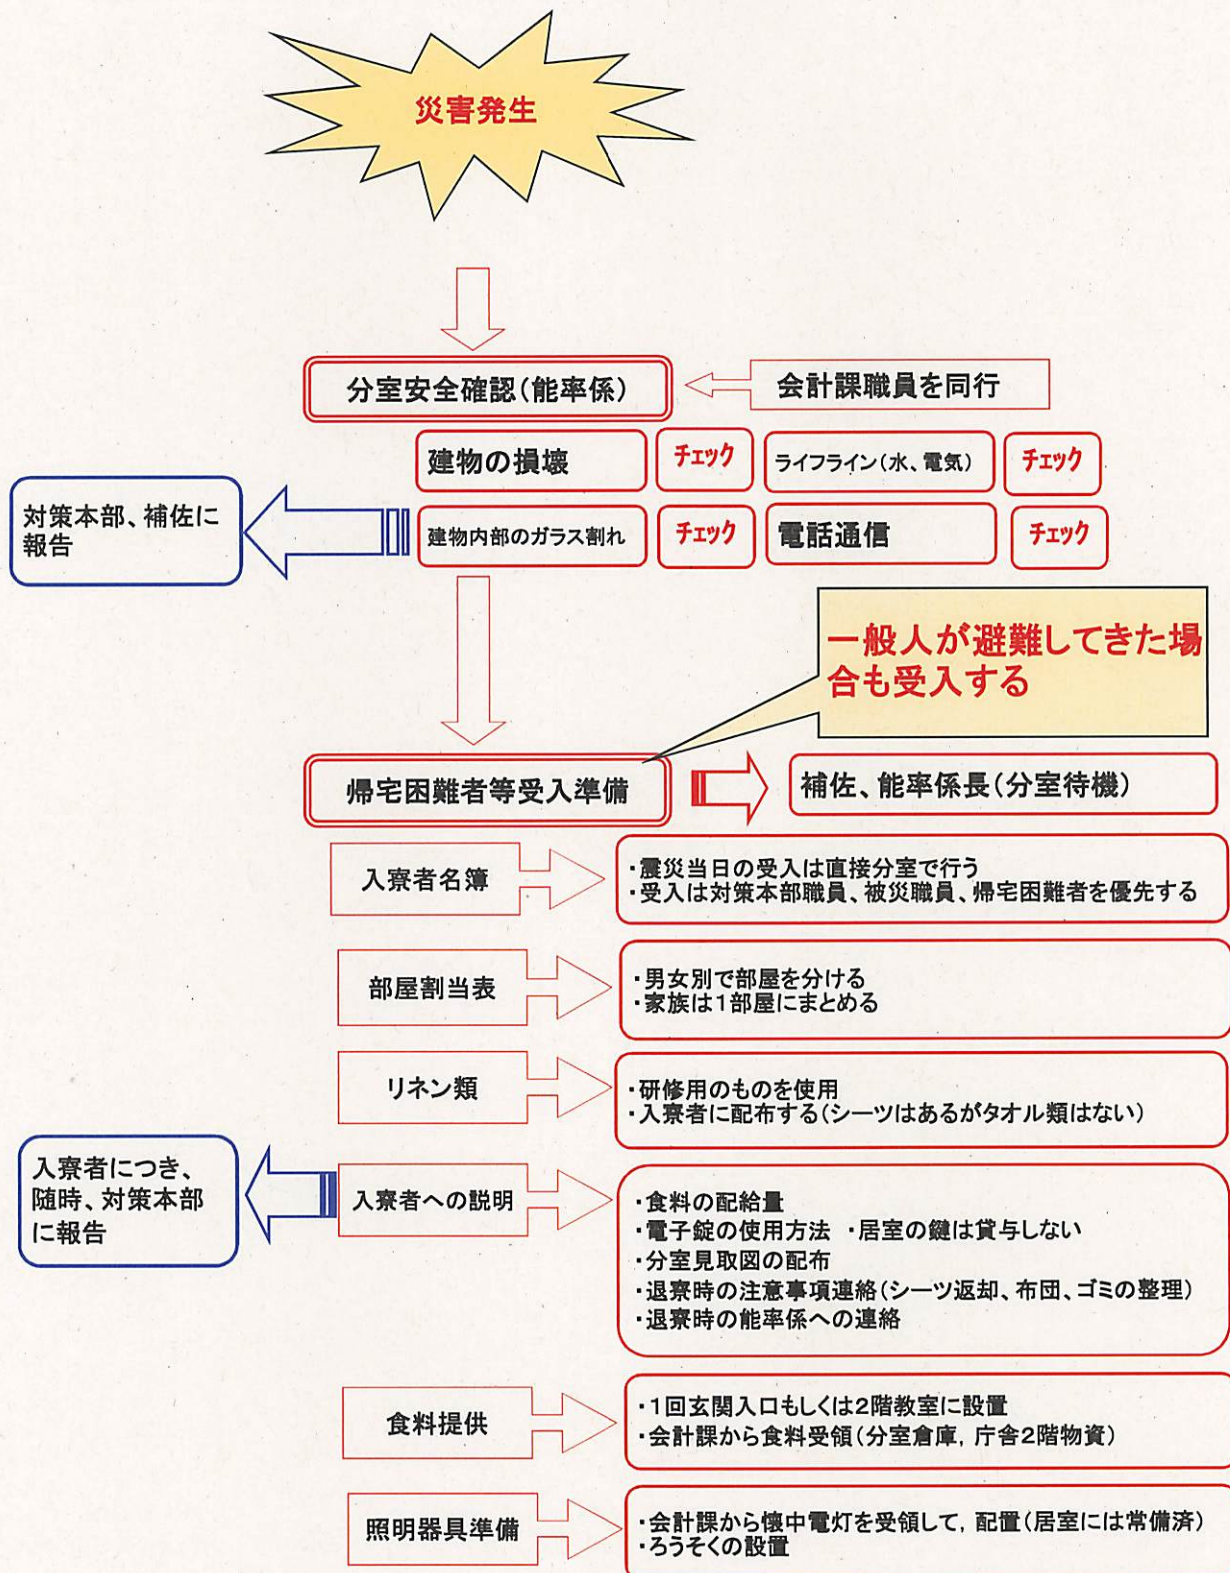 災害発生
分室安全確認(能率係)
会計課職員を同行
建物の損壊
チェック
ライフライン(水、電気)
チェック
対策本部、補佐に
報告
建物内部のガラス割れ
チェック
電話通信
チェック
一般人が避難してきた場
合も受入する
帰宅困難者等受入準備
補佐、能率係長(分室待機)
入寮者名簿
・震災当日の受入は直接分室で行う
・受入は対策本部職員、被災職員、帰宅困難者を優先する
部屋割当表
・男女別で部屋を分ける
・家族は1部屋にまとめる
リネン類
・研修用のものを使用
・入寮者に配布する(シーツはあるがタオル類はない)
入寮者につき、
随時、対策本部
に報告
入寮者への説明
・食料の配給量
・電子錠の使用方法 ・居室の鍵は貸与しない
・分室見取図の配布
・退寮時の注意事項連絡(シーツ返却、布団、ゴミの整理)
・退寮時の能率係への連絡
食料提供
・1回玄関入口もしくは2階教室に設置
・会計課から食料受領(分室倉庫,庁舎2階物資)
照明器具準備
・会計課から懐中電灯を受領して,配置(居室には常備済)
・ろうそくの設置